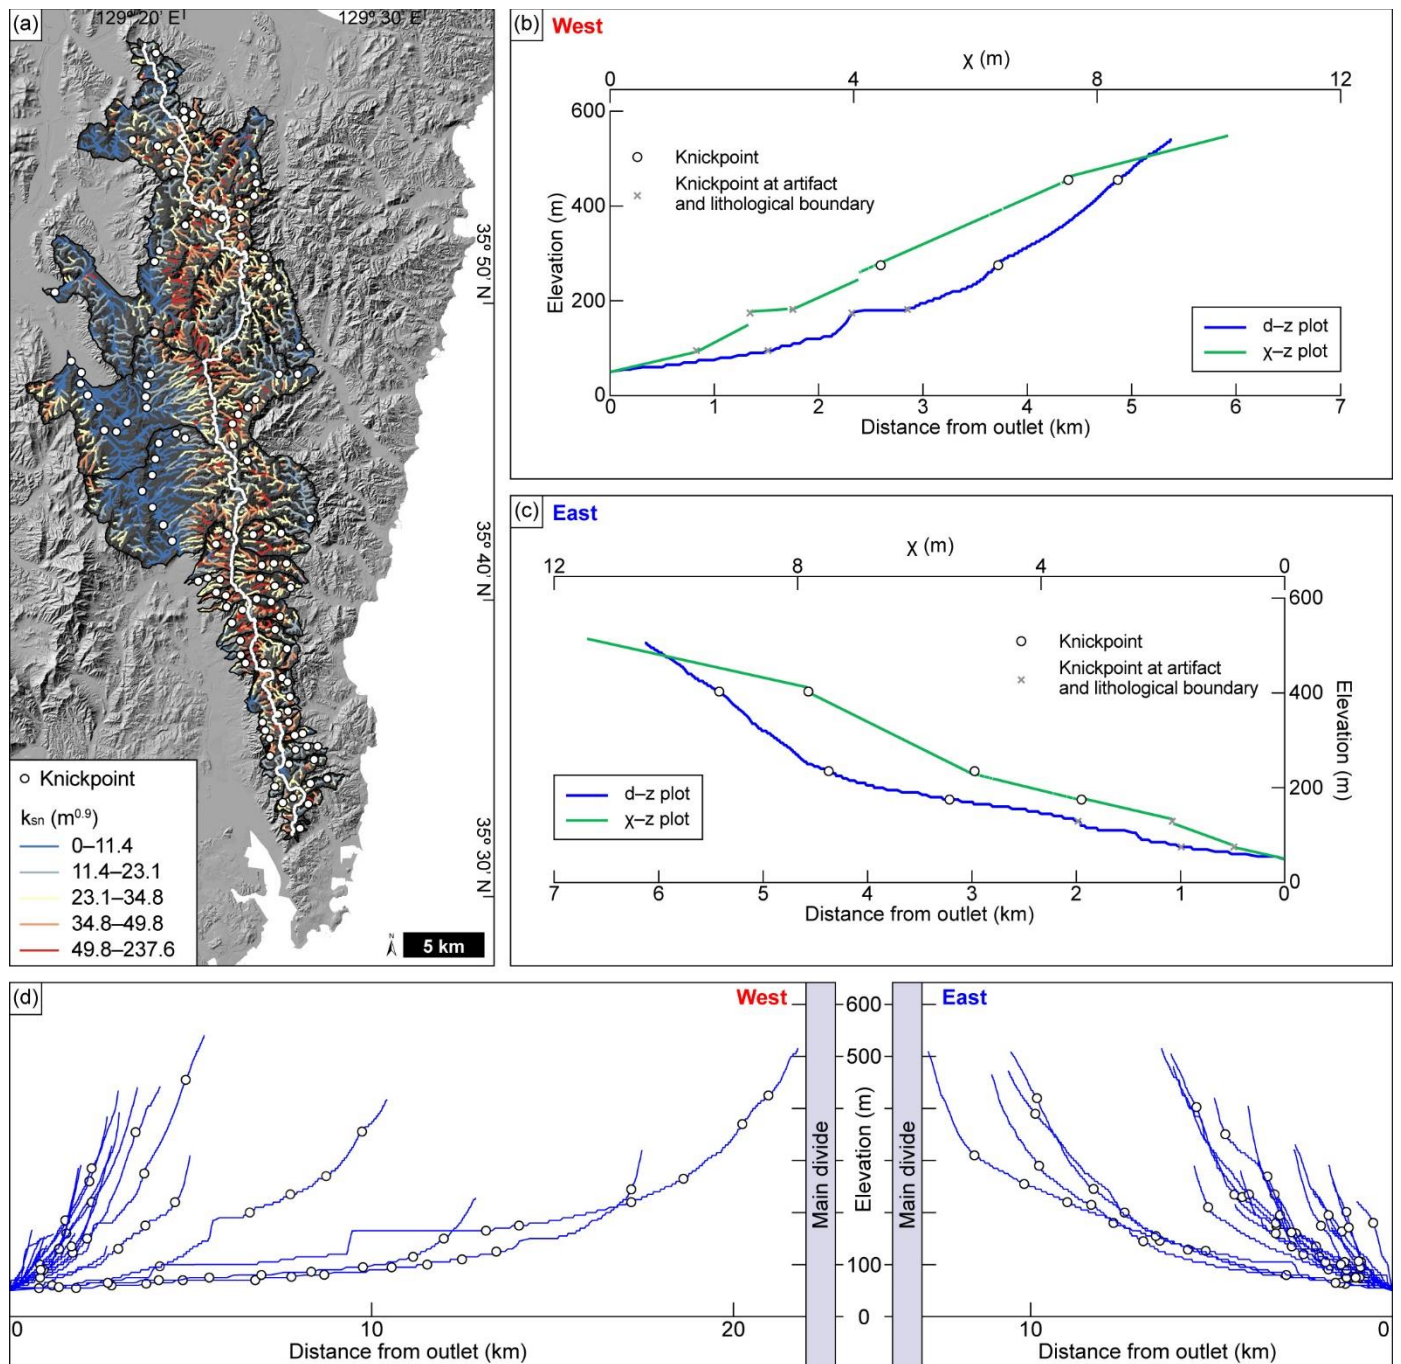 (a)
129° 20' E
129° 30' E
35° 50' N
35° 40' N
35° 30' N
Knickpoint
ksn (m0.9)
0–11.4
11.4–23.1
23.1–34.8
34.8–49.8
49.8–237.6
N
5 km
(b) West
χ (m)
0 4 8 12
600
400
200
0
Elevation (m)
Knickpoint
Knickpoint at artifact
and lithological boundary
d–z plot
χ–z plot
0 1 2 3 4 5 6 7
Distance from outlet (km)
(c) East
χ (m)
12 8 4 0
600
400
200
0
Elevation (m)
Knickpoint
Knickpoint at artifact
and lithological boundary
d–z plot
χ–z plot
7 6 5 4 3 2 1 0
Distance from outlet (km)
(d)
West
East
Main divide
Main divide
Elevation (m)
600
500
100
0
0 10 20
Distance from outlet (km)
10 0
Distance from outlet (km)